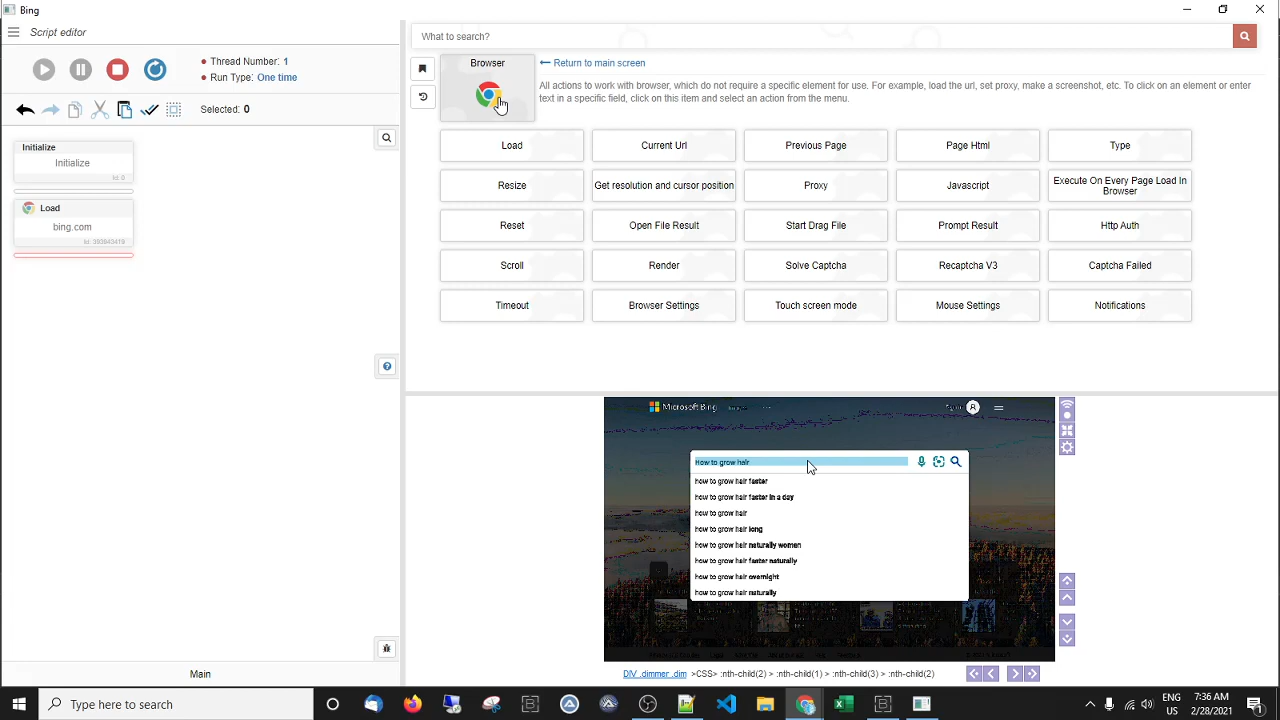 Bing
Script editor
Thread Number: 1
Run Type: One time
Selected: 0
Initialize
Initialize
Id: 0
Load
bing.com
Id: 393943419
Main
What to search?
Browser
Return to main screen
All actions to work with browser, which do not require a specific element for use. For example, load the url, set proxy, make a screenshot, etc. To click on an element or enter
text in a specific field, click on this item and select an action from the menu.
Load
Current Url
Previous Page
Page Html
Type
Resize
Get resolution and cursor position
Proxy
Javascript
Execute On Every Page Load In
Browser
Reset
Open File Result
Start Drag File
Prompt Result
Http Auth
Scroll
Render
Solve Captcha
Recaptcha V3
Captcha Failed
Timeout
Browser Settings
Touch screen mode
Mouse Settings
Notifications
Microsoft Bing
How to grow hair
how to grow hair faster
how to grow hair faster in a day
how to grow hair
how to grow hair long
how to grow hair naturally women
how to grow hair faster naturally
how to grow hair overnight
how to grow hair naturally
DIV .dimmer .dim >CSS> :nth-child(2) > :nth-child(1) > :nth-child(3) > :nth-child(2)
Type here to search
ENG
US
7:36 AM
2/28/2021